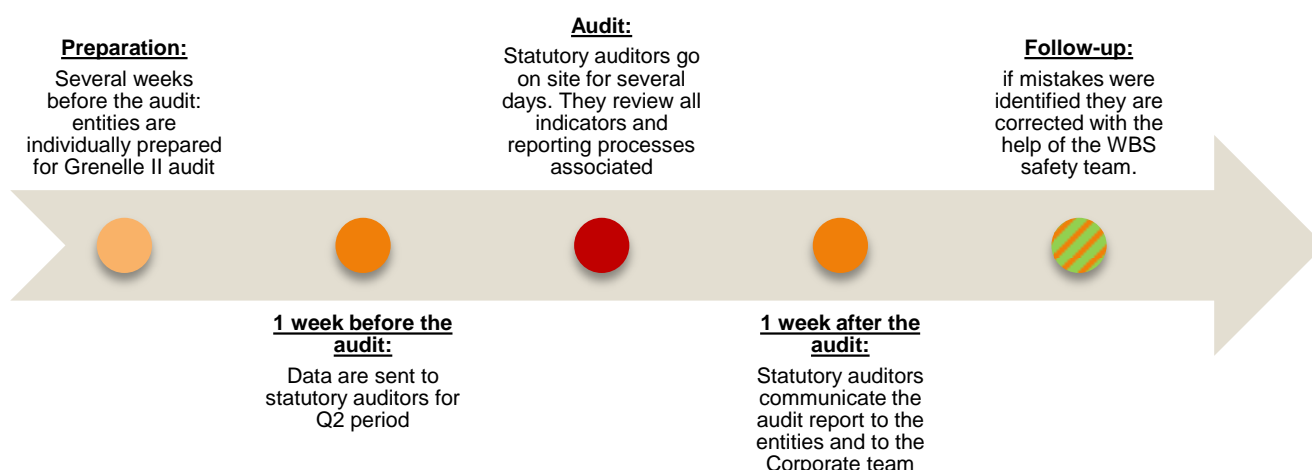 Preparation:
Several weeks
before the audit:
entities are
individually prepared
for Grenelle II audit
1 week before the
audit:
Data are sent to
statutory auditors for
Q2 period
Audit:
Statutory auditors go
on site for several
days. They review all
indicators and
reporting processes
associated
1 week after the
audit:
Statutory auditors
communicate the
audit report to the
entities and to the
Corporate team
Follow-up:
if mistakes were
identified they are
corrected with the
help of the WBS
safety team.